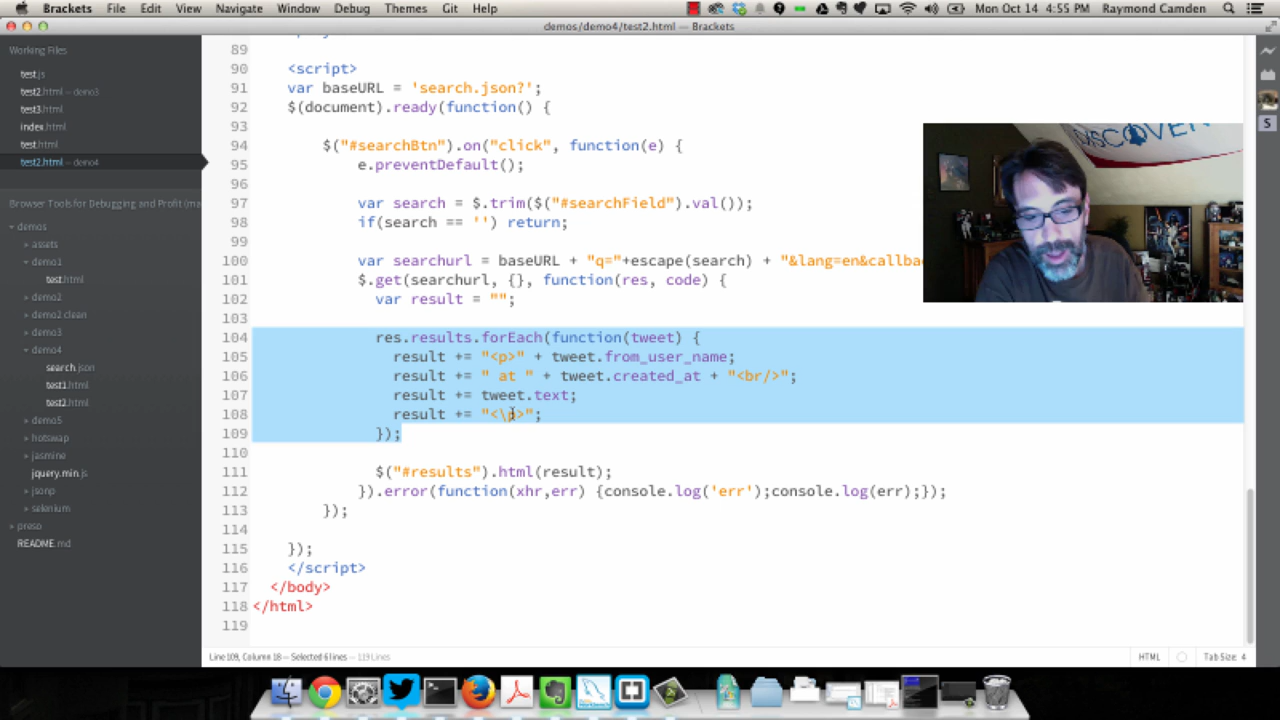 Brackets File Edit View Navigate Window Debug Themes Git Help Mon Oct 14 4:55 PM Raymond Camden
demos/demo4/test2.html — Brackets
Working Files
test.js
test2.html — demo3
test3.html
index.html
test.html
test2.html — demo4
Browser Tools for Debugging and Profit (ma
demos
assets
demo1
test.html
demo2
demo2 clean
demo3
demo4
search.json
test1.html
test2.html
demo5
hotswap
jasmine
jquery.min.js
jsonp
selenium
preso
README.md
89
90 <script>
91 var baseURL = 'search.json?';
92 $(document).ready(function() {
93
94 $("#searchBtn").on("click", function(e) {
95 e.preventDefault();
96
97 var search = $.trim($("#searchField").val());
98 if(search == '') return;
99
100 var searchurl = baseURL + "q="+escape(search) + "&lang=en&callba
101 $.get(searchurl, {}, function(res, code) {
102 var result = "";
103
104 res.results.forEach(function(tweet) {
105 result += "<p>" + tweet.from_user_name;
106 result += " at " + tweet.created_at + "<br/>";
107 result += tweet.text;
108 result += "<\p>";
109 });
110
111 $("#results").html(result);
112 }).error(function(xhr,err) {console.log('err');console.log(err);});
113 });
114
115 });
116 </script>
117 </body>
118 </html>
119
DISCOVER
S
Line 109, Column 18 — Selected 6 lines — 119 Lines HTML Tab Size: 4